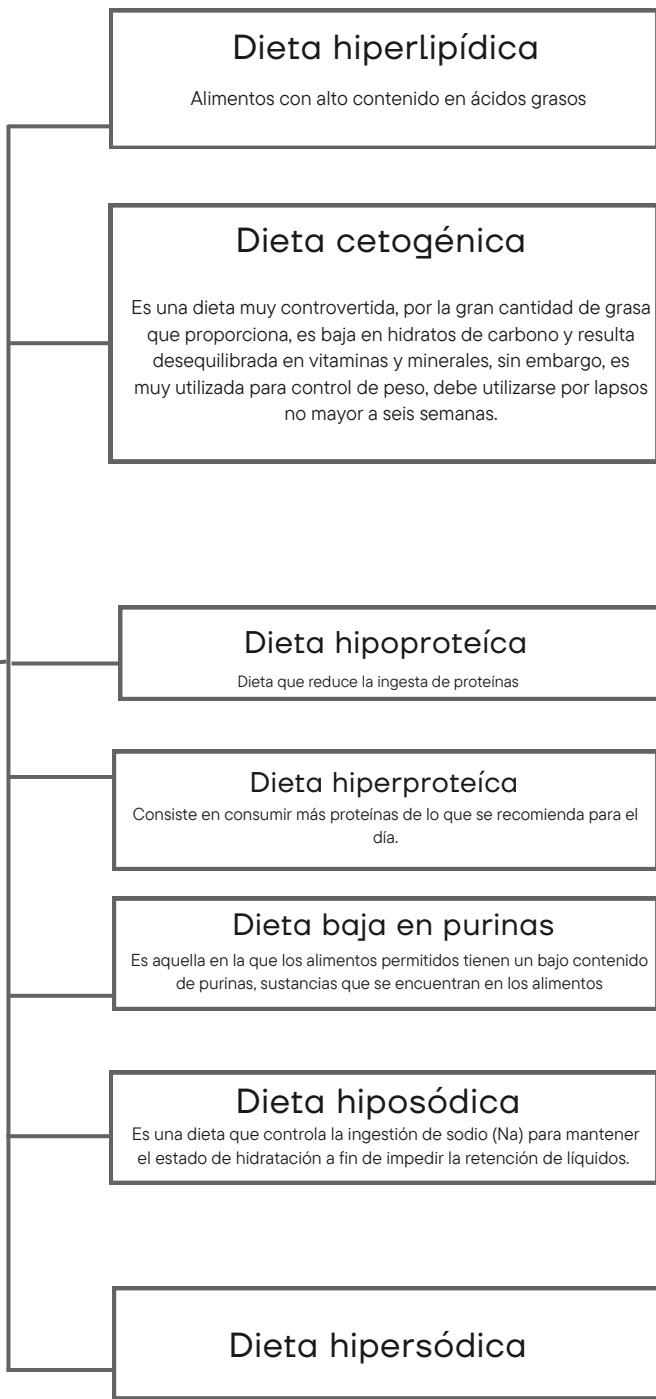 Dieta hiperlipídica
Alimentos con alto contenido en ácidos grasos
Dieta cetogénica
Es una dieta muy controvertida, por la gran cantidad de grasa
que proporciona, es baja en hidratos de carbono y resulta
desequilibrada en vitaminas y minerales, sin embargo, es
muy utilizada para control de peso, debe utilizarse por lapsos
no mayor a seis semanas.
Dieta hipoproteíca
Dieta que reduce la ingesta de proteínas
Dieta hiperproteíca
Consiste en consumir más proteínas de lo que se recomienda para el
día.
Dieta baja en purinas
Es aquella en la que los alimentos permitidos tienen un bajo contenido
de purinas, sustancias que se encuentran en los alimentos
Dieta hiposódica
Es una dieta que controla la ingestión de sodio (Na) para mantener
el estado de hidratación a fin de impedir la retención de líquidos.
Dieta hipersódica